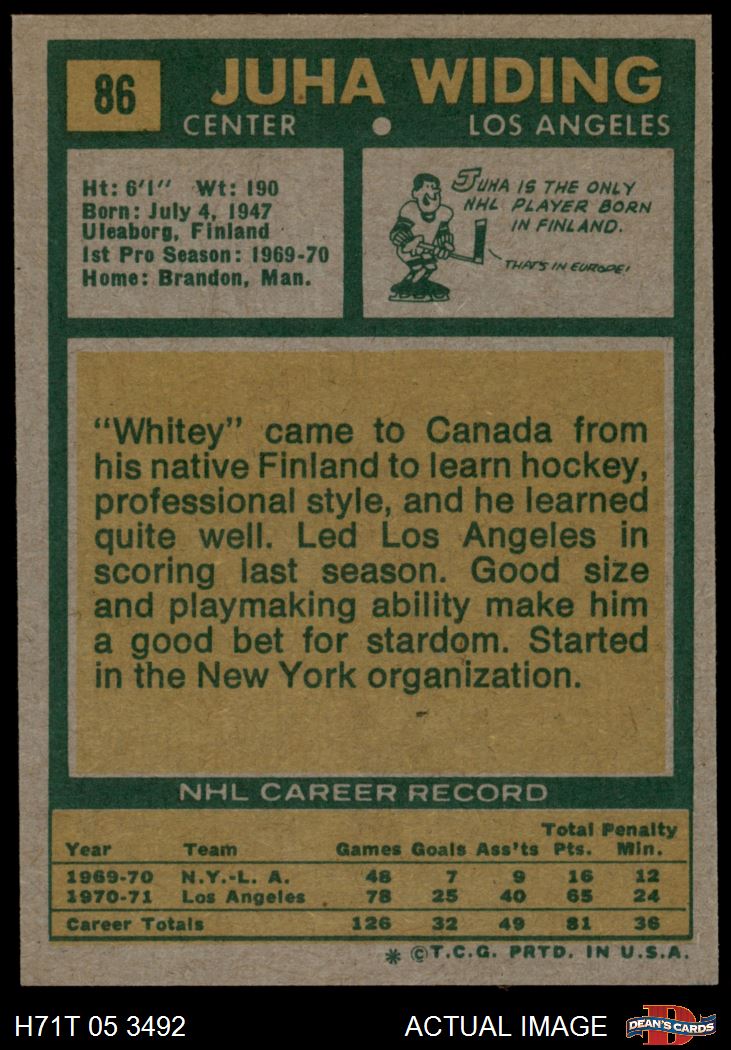 86
JUHA WIDING
CENTER • LOS ANGELES
Ht: 6'1" Wt: 190
Born: July 4, 1947
Uleaborg, Finland
1st Pro Season: 1969-70
Home: Brandon, Man.
JUHA IS THE ONLY
NHL PLAYER BORN
IN FINLAND.
THAT'S IN EUROPE!
"Whitey" came to Canada from
his native Finland to learn hockey,
professional style, and he learned
quite well. Led Los Angeles in
scoring last season. Good size
and playmaking ability make him
a good bet for stardom. Started
in the New York organization.
NHL CAREER RECORD
Year Team Games Goals Ass'ts Total Pts. Penalty Min.
1969-70 N.Y.-L. A. 48 7 9 16 12
1970-71 Los Angeles 78 25 40 65 24
Career Totals 126 32 49 81 36
* ©T.C.G. PRTD. IN U.S.A.
H71T 05 3492 ACTUAL IMAGE
D
DEAN'S CARDS